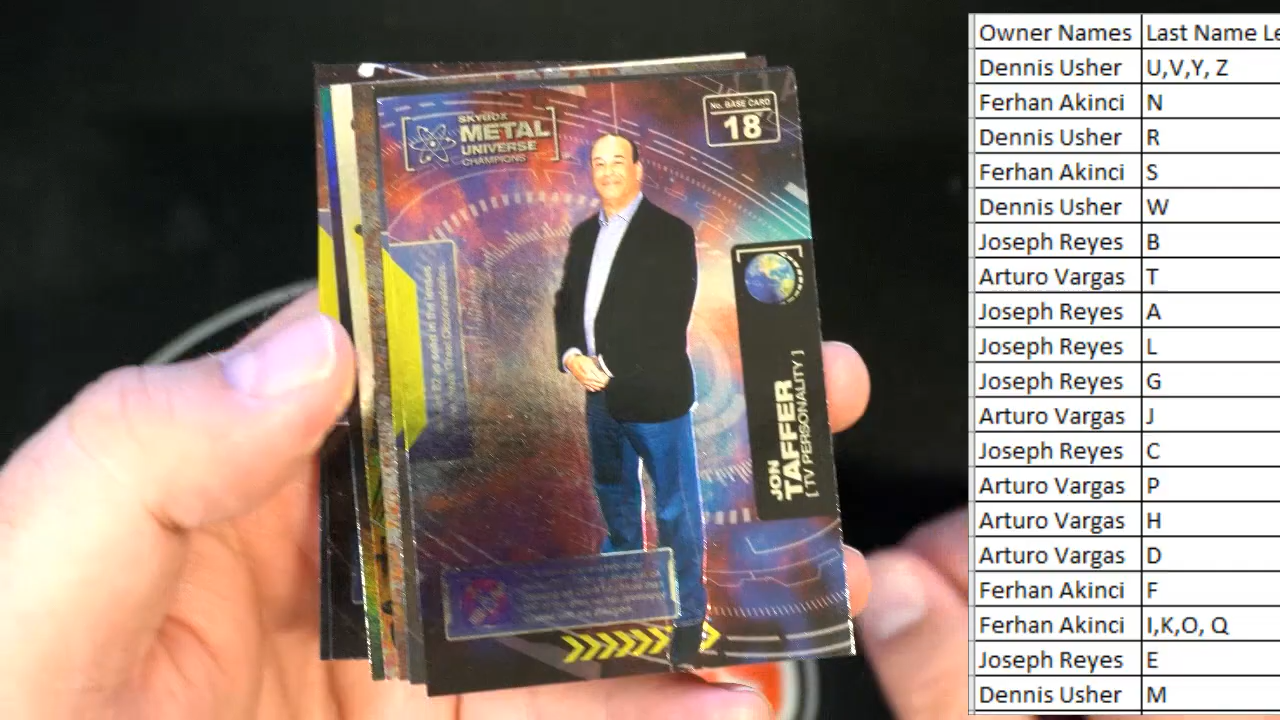 SKYBOX
METAL
UNIVERSE
CHAMPIONS
No. BASE CARD
18
JON
TAFFER
[ TV PERSONALITY ]
Owner Names Last Name Le
Dennis Usher U,V,Y, Z
Ferhan Akinci N
Dennis Usher R
Ferhan Akinci S
Dennis Usher W
Joseph Reyes B
Arturo Vargas T
Joseph Reyes A
Joseph Reyes L
Joseph Reyes G
Arturo Vargas J
Joseph Reyes C
Arturo Vargas P
Arturo Vargas H
Arturo Vargas D
Ferhan Akinci F
Ferhan Akinci I,K,O, Q
Joseph Reyes E
Dennis Usher M